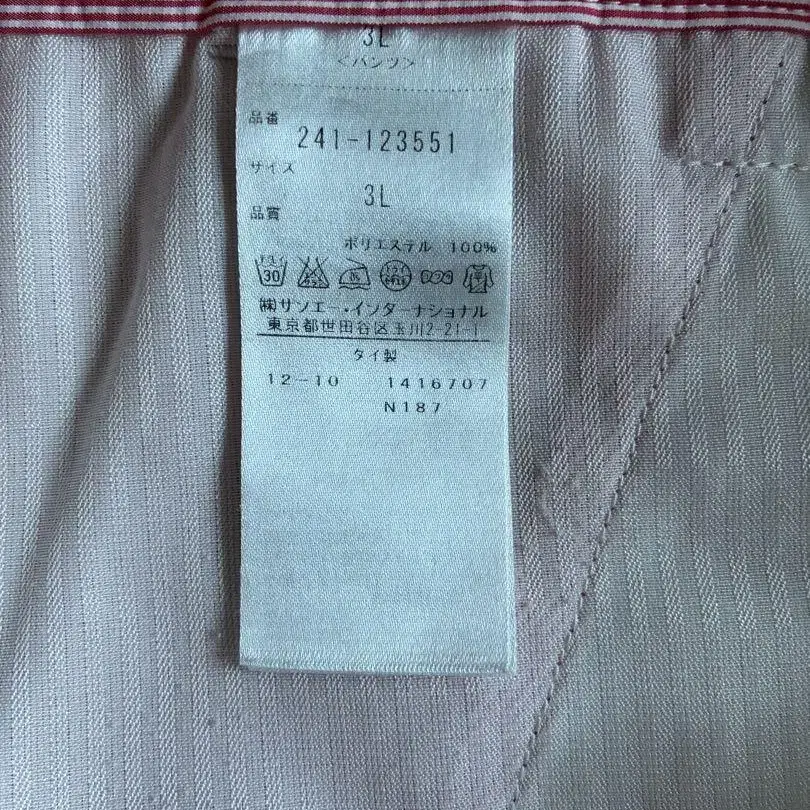 3L
<パンツ>
品番
241-123551
サイズ
3L
品質
ポリエステル 100%
30
㈱サンエー・インターナショナル
東京都世田谷区玉川2-21-1
タイ製
12-10 1416707
N187